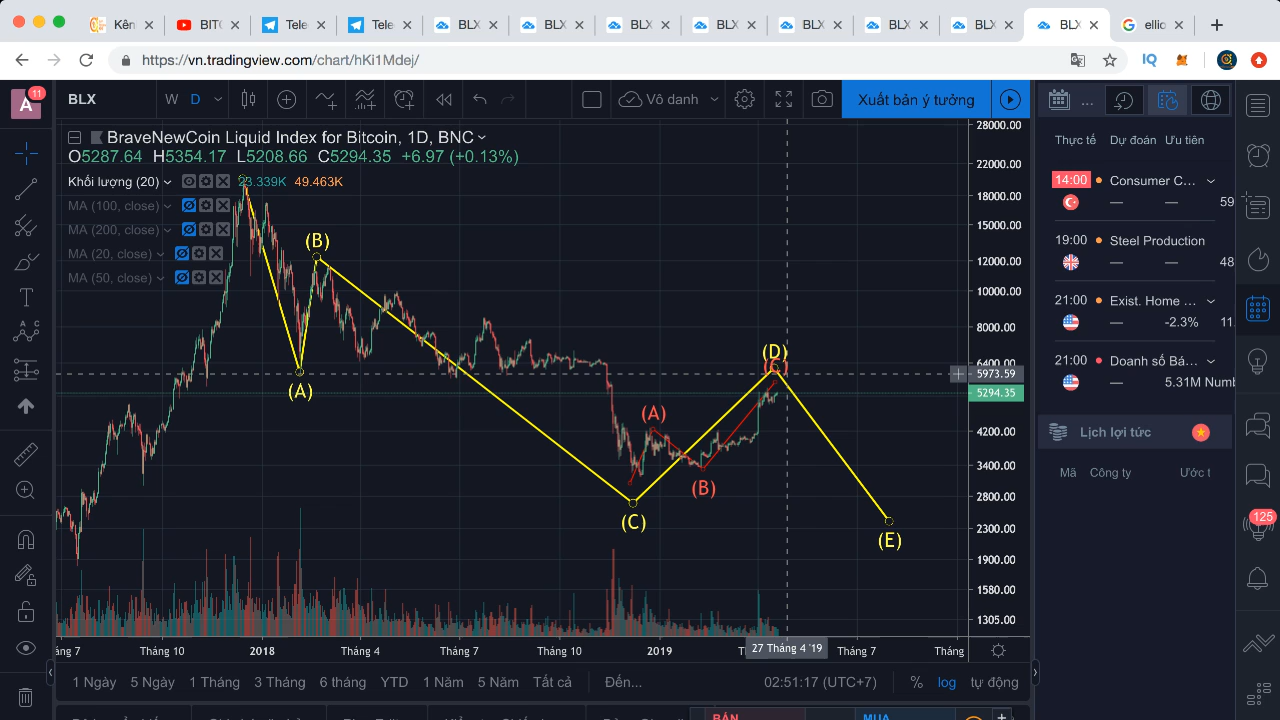 Kên
BITC
Tele
Tele
BLX
BLX
BLX
BLX
BLX
BLX
BLX
BLX
ellio
https://vn.tradingview.com/chart/hKi1Mdej/
IQ
A
11
BLX
W
D
Vô danh
Xuất bản ý tưởng
BraveNewCoin Liquid Index for Bitcoin, 1D, BNC
O5287.64 H5354.17 L5208.66 C5294.35 +6.97 (+0.13%)
Khối lượng (20)
23.339K 49.463K
MA (100, close)
MA (200, close)
MA (20, close)
MA (50, close)
(A)
(B)
(C)
(D)
(E)
(A)
(B)
28000.00
22000.00
18000.00
15000.00
12000.00
10000.00
8000.00
6400.00
5973.59
5294.35
4200.00
3400.00
2800.00
2300.00
1900.00
1580.00
1305.00
áng 7
Tháng 10
2018
Tháng 4
Tháng 7
Tháng 10
2019
27 Tháng 4 '19
Tháng 7
Tháng
1 Ngày
5 Ngày
1 Tháng
3 Tháng
6 tháng
YTD
1 Năm
5 Năm
Tất cả
Đến...
02:51:17 (UTC+7)
%
log
tự động
BÁN
MUA
...
Thực tế Dự đoán Ưu tiên
14:00 Consumer C...
— — 59
19:00 Steel Production
— — 48
21:00 Exist. Home ...
— -2.3% 11
21:00 Doanh số Bá...
— 5.31M Numb
Lịch lợi tức
Mã Công ty Ước t
125